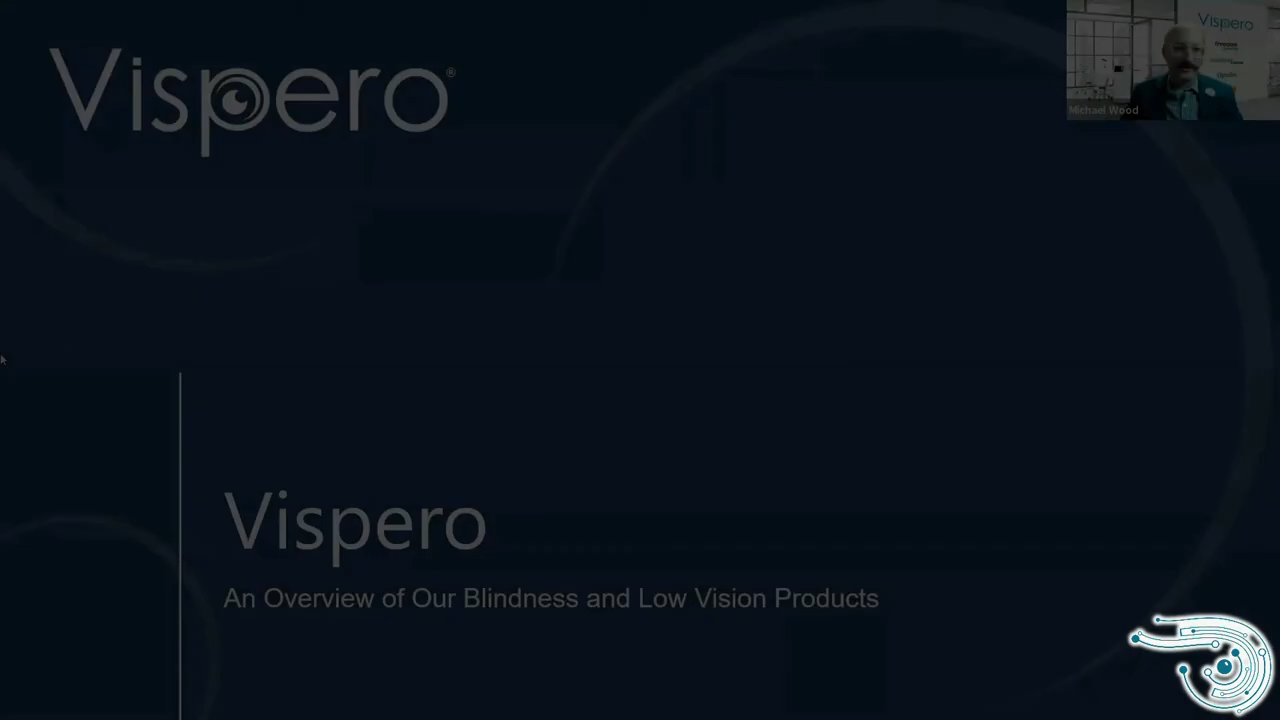 Vispero®
Vispero
Michael Wood
Vispero
An Overview of Our Blindness and Low Vision Products